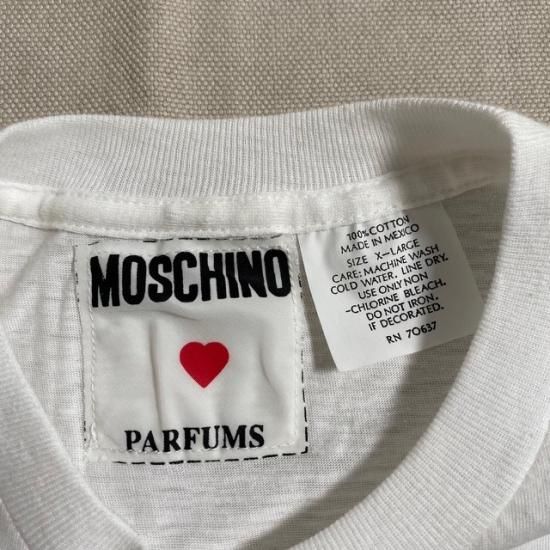 MOSCHINO
PARFUMS
100% COTTON
MADE IN MEXICO
SIZE X-LARGE
CARE: MACHINE WASH
COLD WATER. LINE DRY.
USE ONLY NON
-CHLORINE BLEACH.
DO NOT IRON.
IF DECORATED.
RN 70637